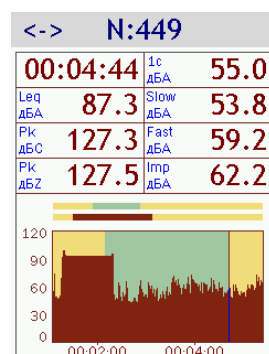 <-> N:449
00:04:44 1c дБА 55.0
Leq дБА 87.3 Slow дБА 53.8
Pk дБC 127.3 Fast дБА 59.2
Pk дБZ 127.5 Imp дБА 62.2
120
90
60
30
0
00:02:00 00:04:00